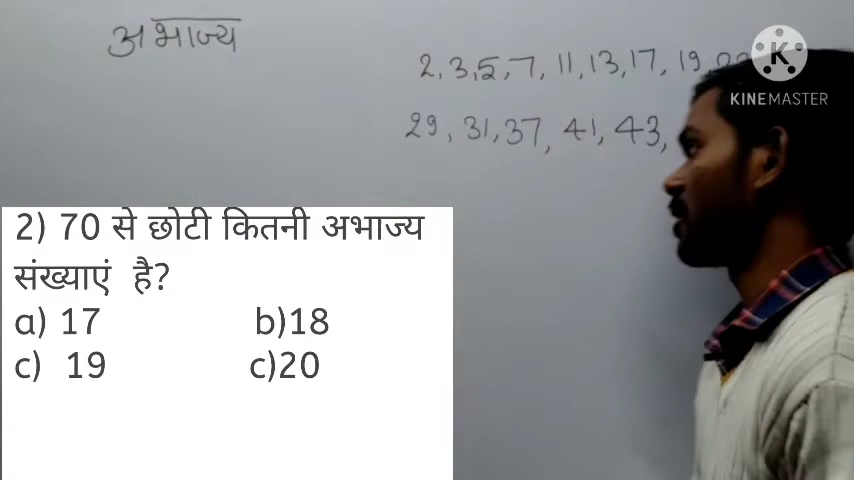 अभाज्य
2, 3, 5, 7, 11, 13, 17, 19,
29, 31, 37, 41, 43,
KINEMASTER
2) 70 से छोटी कितनी अभाज्य
संख्याएं है?
a) 17 b)18
c) 19 c)20